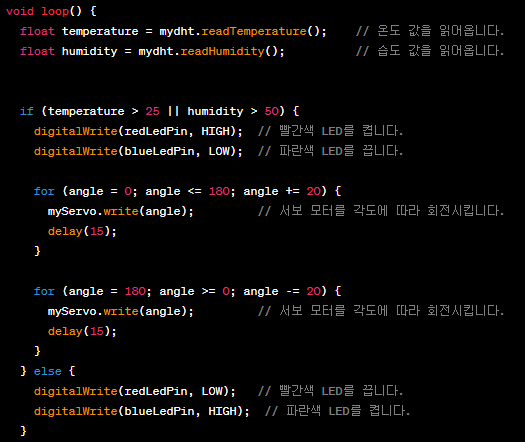 void loop() {
  float temperature = mydht.readTemperature();    // 온도 값을 읽어옵니다.
  float humidity = mydht.readHumidity();          // 습도 값을 읽어옵니다.
  if (temperature > 25 || humidity > 50) {
    digitalWrite(redLedPin, HIGH);  // 빨간색 LED를 켭니다.
    digitalWrite(blueLedPin, LOW);  // 파란색 LED를 끕니다.
    for (angle = 0; angle <= 180; angle += 20) {
      myServo.write(angle);         // 서보 모터를 각도에 따라 회전시킵니다.
      delay(15);
    }
    for (angle = 180; angle >= 0; angle -= 20) {
      myServo.write(angle);         // 서보 모터를 각도에 따라 회전시킵니다.
      delay(15);
    }
  } else {
    digitalWrite(redLedPin, LOW);   // 빨간색 LED를 끕니다.
    digitalWrite(blueLedPin, HIGH);  // 파란색 LED를 켭니다.
  }